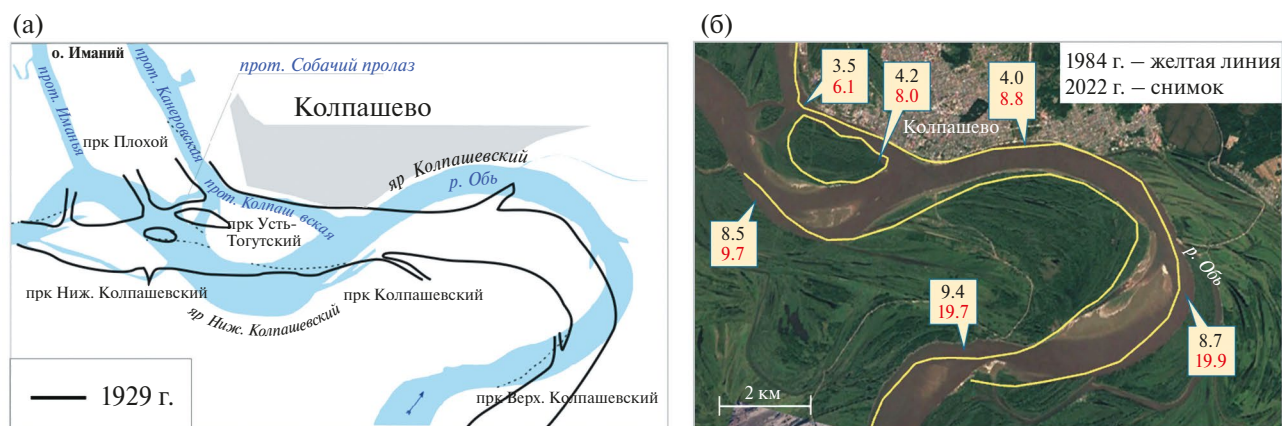 (а)
о. Иманий
прот. Иманья
прот. Канеровская
прот. Собачий пролаз
Колпашево
прк Плохой
яр Колпашевский
р. Обь
прот. Колпаш вская
прк Усть-
Тогутский
прк Ниж. Колпашевский
прк Колпашевский
яр Ниж. Колпашевский
1929 г.
прк Верх. Колпашевский
(б)
1984 г. – желтая линия
2022 г. – снимок
3.5
6.1
4.2
8.0
4.0
8.8
Колпашево
8.5
9.7
р. Обь
9.4
19.7
8.7
19.9
2 км